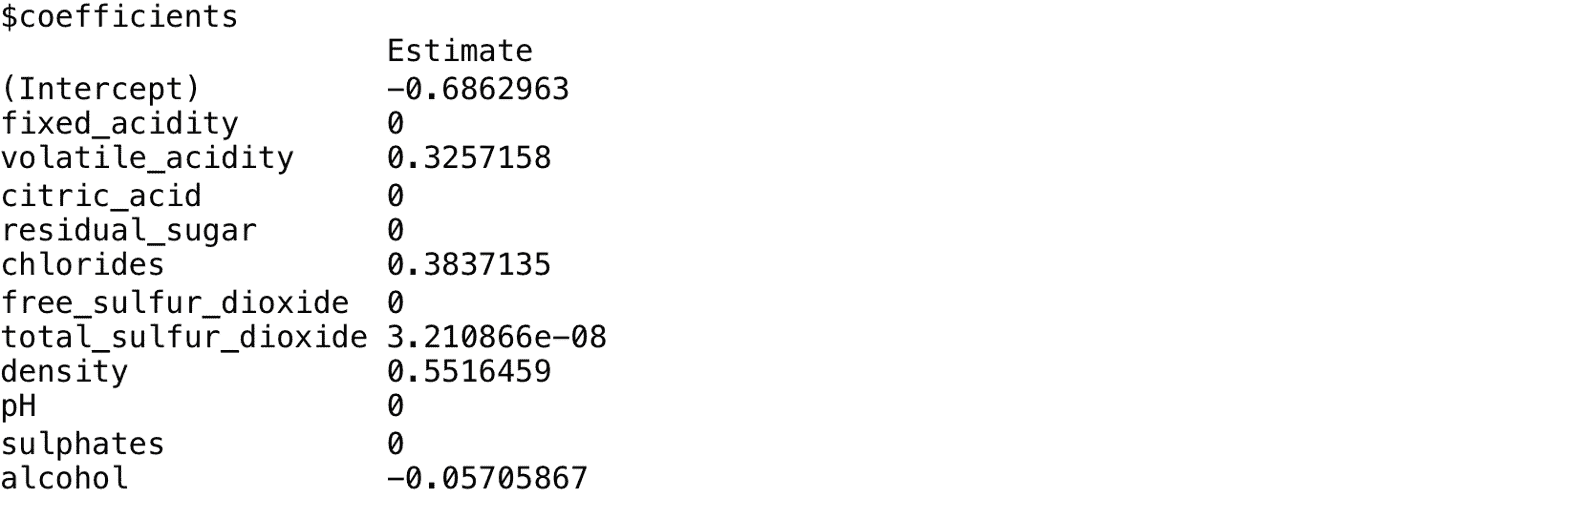 $coefficients
Estimate
(Intercept) -0.6862963
fixed_acidity 0
volatile_acidity 0.3257158
citric_acid 0
residual_sugar 0
chlorides 0.3837135
free_sulfur_dioxide 0
total_sulfur_dioxide 3.210866e-08
density 0.5516459
pH 0
sulphates 0
alcohol -0.05705867